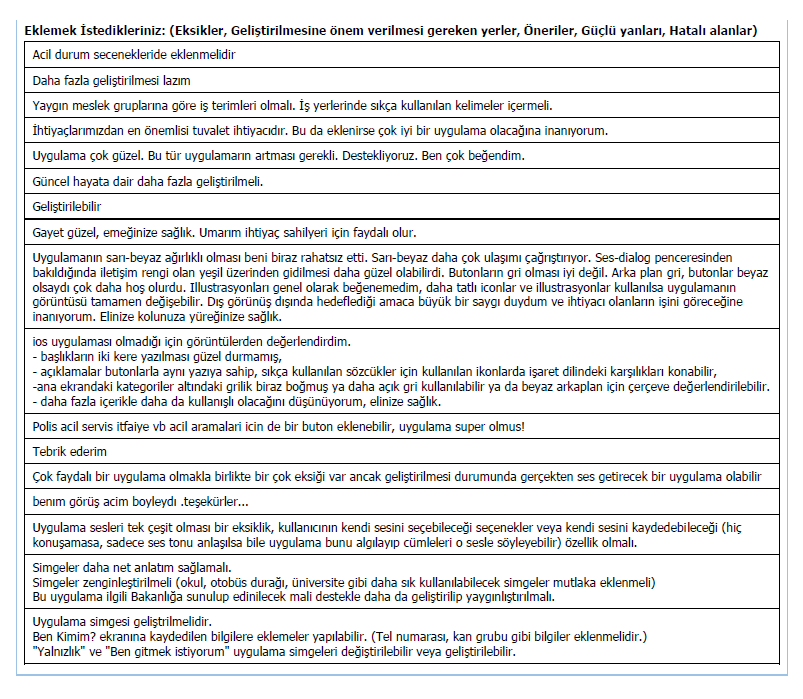 Eklemek İstedikleriniz: (Eksikler, Geliştirilmesine önem verilmesi gereken yerler, Öneriler, Güçlü yanları, Hatalı alanlar)
Acil durum secenekleride eklenmelidir
Daha fazla geliştirilmesi lazım
Yaygın meslek gruplarına göre iş terimleri olmalı. İş yerlerinde sıkça kullanılan kelimeler içermeli.
İhtiyaçlarımızdan en önemlisi tuvalet ihtiyacıdır. Bu da eklenirse çok iyi bir uygulama olacağına inanıyorum.
Uygulama çok güzel. Bu tür uygulamarın artması gerekli. Destekliyoruz. Ben çok beğendim.
Güncel hayata dair daha fazla geliştirilmeli.
Geliştirilebilir
Gayet güzel, emeğinize sağlık. Umarım ihtiyaç sahilyeri için faydalı olur.
Uygulamanın sarı-beyaz ağırlıklı olması beni biraz rahatsız etti. Sarı-beyaz daha çok ulaşımı çağrıştırıyor. Ses-dialog penceresinden
bakıldığında iletişim rengi olan yeşil üzerinden gidilmesi daha güzel olabilirdi. Butonların gri olması iyi değil. Arka plan gri, butonlar beyaz
olsaydı çok daha hoş olurdu. Illustrasyonları genel olarak beğenemedim, daha tatlı iconlar ve illustrasyonlar kullanılsa uygulamanın
görüntüsü tamamen değişebilir. Dış görünüş dışında hedeflediği amaca büyük bir saygı duydum ve ihtiyacı olanların işini göreceğine
inanıyorum. Elinize kolunuza yüreğinize sağlık.
ios uygulaması olmadığı için görüntülerden değerlendirdim.
- başlıkların iki kere yazılması güzel durmamış,
- açıklamalar butonlarla aynı yazıya sahip, sıkça kullanılan sözcükler için kullanılan ikonlarda işaret dilindeki karşılıkları konabilir,
-ana ekrandaki kategoriler altındaki grilik biraz boğmuş ya daha açık gri kullanılabilir ya da beyaz arkaplan için çerçeve değerlendirilebilir.
- daha fazla içerikle daha da kullanışlı olacağını düşünüyorum, elinize sağlık.
Polis acil servis itfaiye vb acil aramalari icin de bir buton eklenebilir, uygulama super olmus!
Tebrik ederim
Çok faydalı bir uygulama olmakla birlikte bir çok eksiği var ancak geliştirilmesi durumunda gerçekten ses getirecek bir uygulama olabilir
benım görüş acim boyleydı .teşekürler...
Uygulama sesleri tek çeşit olması bir eksiklik, kullanıcının kendi sesini seçebileceği seçenekler veya kendi sesini kaydedebileceği (hiç
konuşamasa, sadece ses tonu anlaşılsa bile uygulama bunu algılayıp cümleleri o sesle söyleyebilir) özellik olmalı.
Simgeler daha net anlatım sağlamalı.
Simgeler zenginleştirilmeli (okul, otobüs durağı, üniversite gibi daha sık kullanılabilecek simgeler mutlaka eklenmeli)
Bu uygulama ilgili Bakanlığa sunulup edinilecek mali destekle daha da geliştirilip yaygınlıştırılmalı.
Uygulama simgesi geliştrilmelidir.
Ben Kimim? ekranına kaydedilen bilgilere eklemeler yapılabilir. (Tel numarası, kan grubu gibi bilgiler eklenmelidir.)
"Yalnızlık" ve "Ben gitmek istiyorum" uygulama simgeleri değiştirilebilir veya geliştirilebilir.